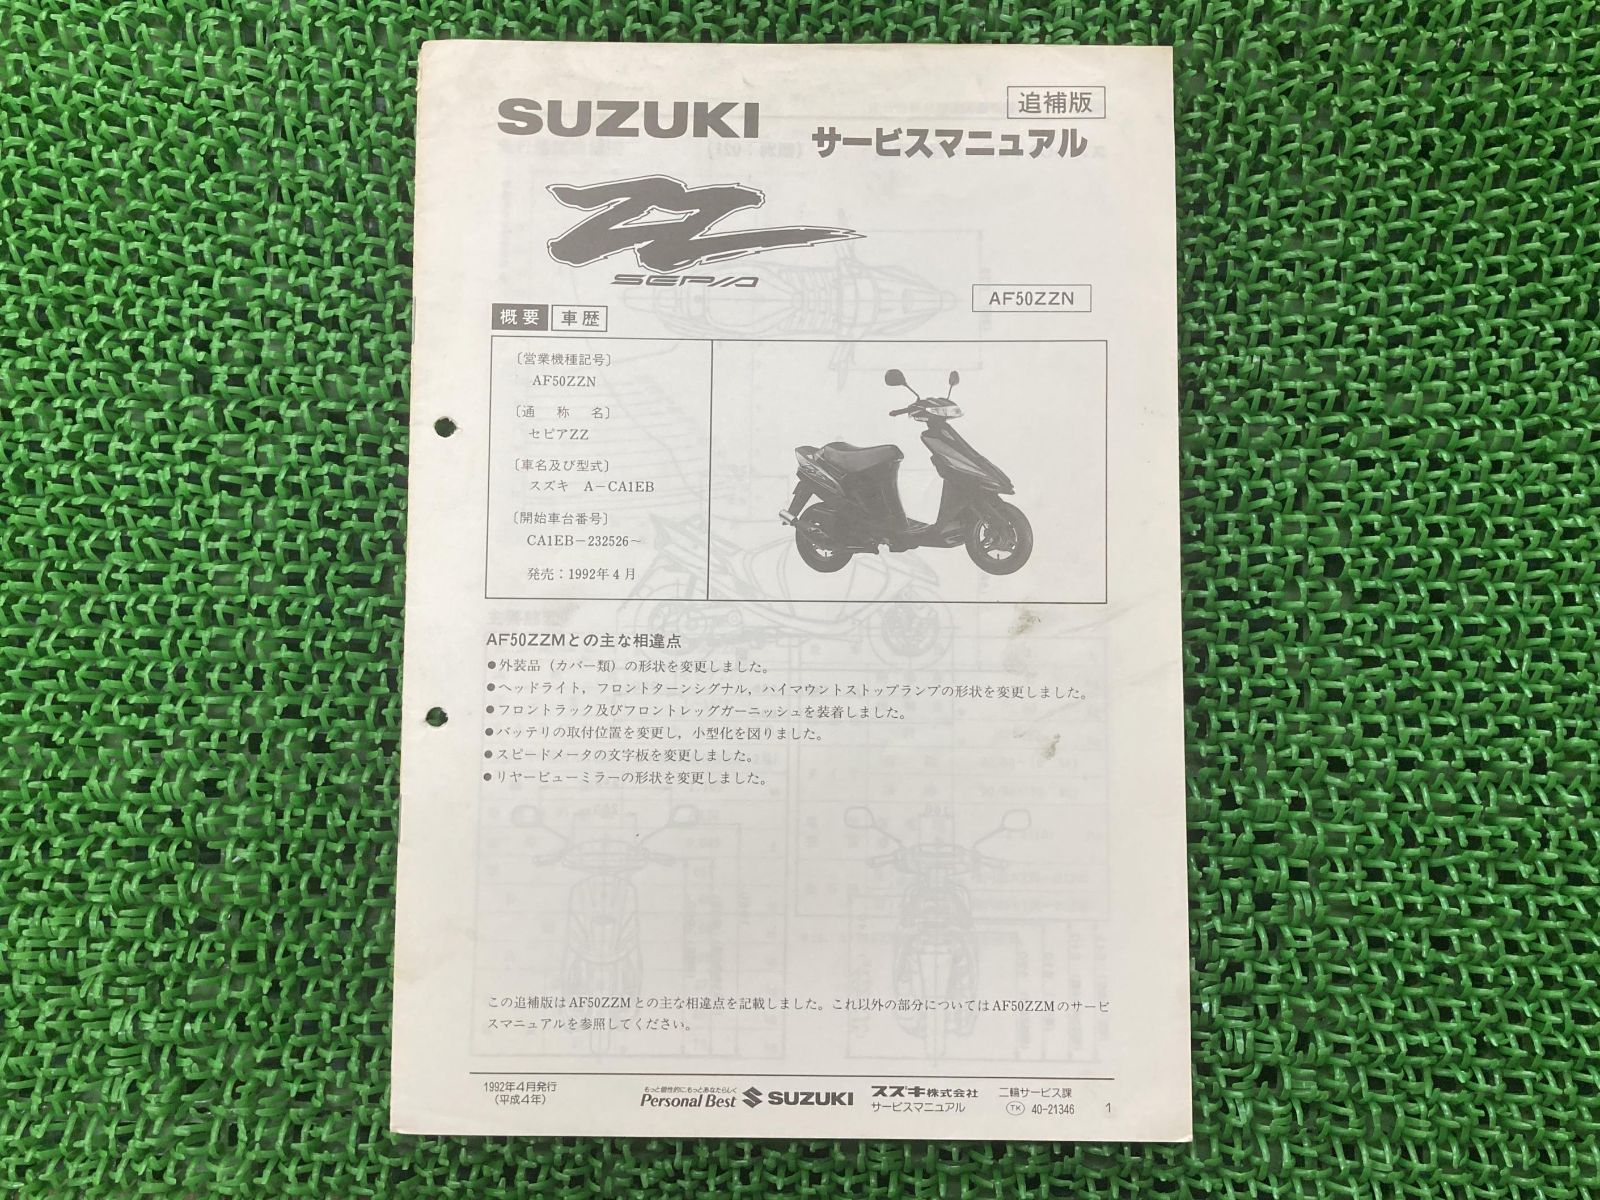 SUZUKI
追補版
サービスマニュアル
ZZ
SEPIA
AF50ZZN
概要 車歴
〔営業機種記号〕
AF50ZZN
〔通 称 名〕
セピアZZ
〔車名及び型式〕
スズキ A－CA1EB
〔開始車台番号〕
CA1EB－232526～
発売：1992年4月
AF50ZZMとの主な相違点
●外装品（カバー類）の形状を変更しました。
●ヘッドライト，フロントターンシグナル，ハイマウントストップランプの形状を変更しました。
●フロントラック及びフロントレッグガーニッシュを装着しました。
●バッテリの取付位置を変更し，小型化を図りました。
●スピードメータの文字板を変更しました。
●リヤービューミラーの形状を変更しました。
この追補版はAF50ZZMとの主な相違点を記載しました。これ以外の部分についてはAF50ZZMのサービ
スマニュアルを参照してください。
1992年4月発行
（平成4年）
もっと個性的に、もっとあなたらしく
Personal Best SUZUKI
スズキ株式会社
サービスマニュアル
二輪サービス課
TK 40-21346 1